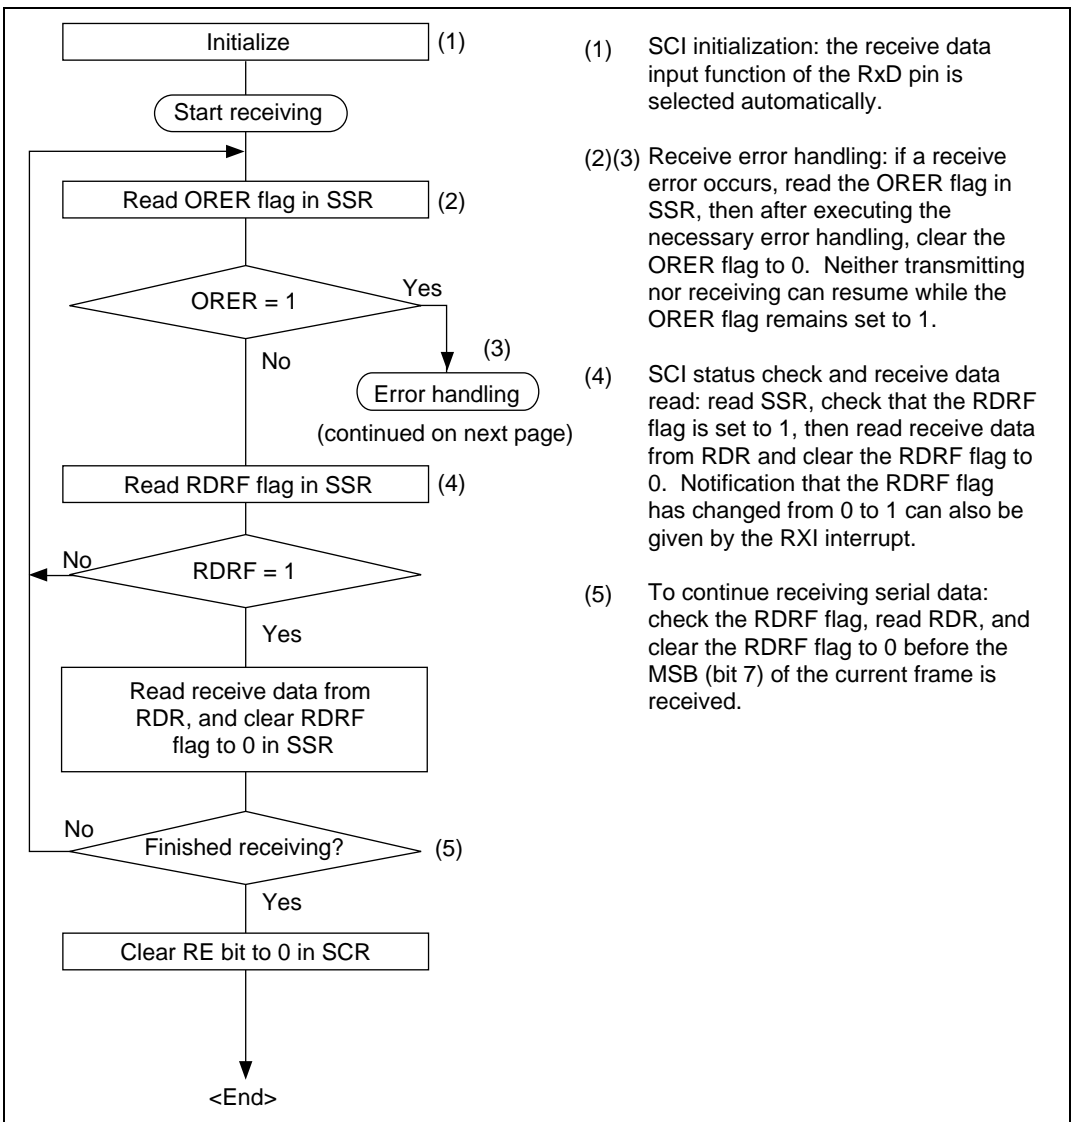 Initialize (1)
Start receiving
Read ORER flag in SSR (2)
ORER = 1
Yes
No
(3)
Error handling
(continued on next page)
Read RDRF flag in SSR (4)
No
RDRF = 1
Yes
Read receive data from
RDR, and clear RDRF
flag to 0 in SSR
No
Finished receiving? (5)
Yes
Clear RE bit to 0 in SCR
<End>
(1) SCI initialization: the receive data
input function of the RxD pin is
selected automatically.
(2)(3) Receive error handling: if a receive
error occurs, read the ORER flag in
SSR, then after executing the
necessary error handling, clear the
ORER flag to 0. Neither transmitting
nor receiving can resume while the
ORER flag remains set to 1.
(4) SCI status check and receive data
read: read SSR, check that the RDRF
flag is set to 1, then read receive data
from RDR and clear the RDRF flag to
0. Notification that the RDRF flag
has changed from 0 to 1 can also be
given by the RXI interrupt.
(5) To continue receiving serial data:
check the RDRF flag, read RDR, and
clear the RDRF flag to 0 before the
MSB (bit 7) of the current frame is
received.